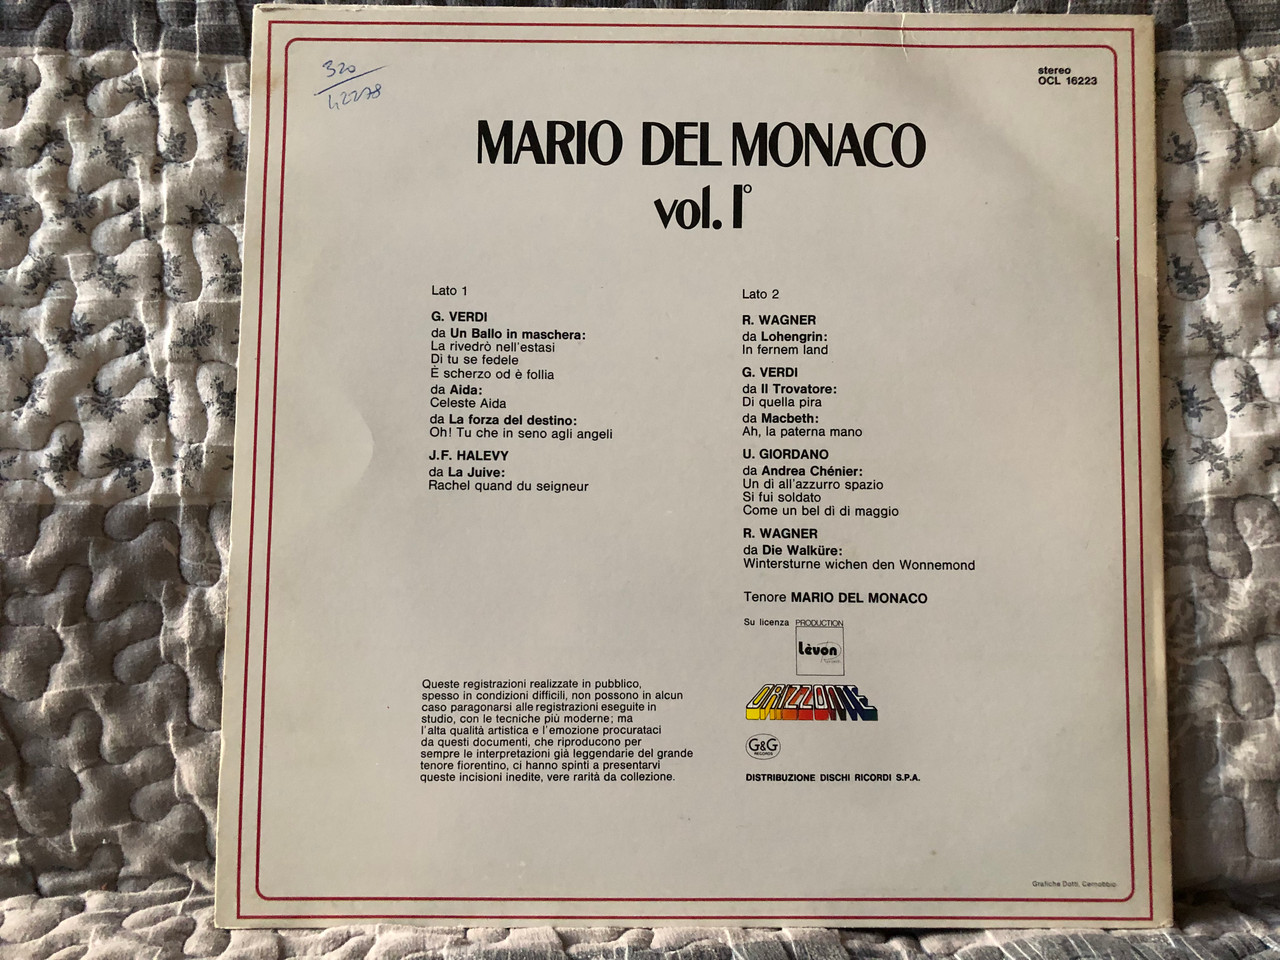 320
42278
stereo
OCL 16223
MARIO DEL MONACO
vol. I°
Lato 1
G. VERDI
da Un Ballo in maschera:
La rivedrò nell'estasi
Di tu se fedele
È scherzo od è follia
da Aida:
Celeste Aida
da La forza del destino:
Oh! Tu che in seno agli angeli
J.F. HALEVY
da La Juive:
Rachel quand du seigneur
Lato 2
R. WAGNER
da Lohengrin:
In fernem land
G. VERDI
da Il Trovatore:
Di quella pira
da Macbeth:
Ah, la paterna mano
U. GIORDANO
da Andrea Chénier:
Un dì all'azzurro spazio
Si fui soldato
Come un bel dì di maggio
R. WAGNER
da Die Walküre:
Wintersturne wichen den Wonnemond
Tenore MARIO DEL MONACO
Su licenza PRODUCTION
Lèvon
ORIZZONTE
G&G
RECORDS
DISTRIBUZIONE DISCHI RICORDI S.P.A.
Queste registrazioni realizzate in pubblico,
spesso in condizioni difficili, non possono in alcun
caso paragonarsi alle registrazioni eseguite in
studio, con le tecniche più moderne; ma
l'alta qualità artistica e l'emozione procurataci
da questi documenti, che riproducono per
sempre le interpretazioni già leggendarie del grande
tenore fiorentino, ci hanno spinti a presentarvi
queste incisioni inedite, vere rarità da collezione.
Grafiche Dotti, Cernobbio